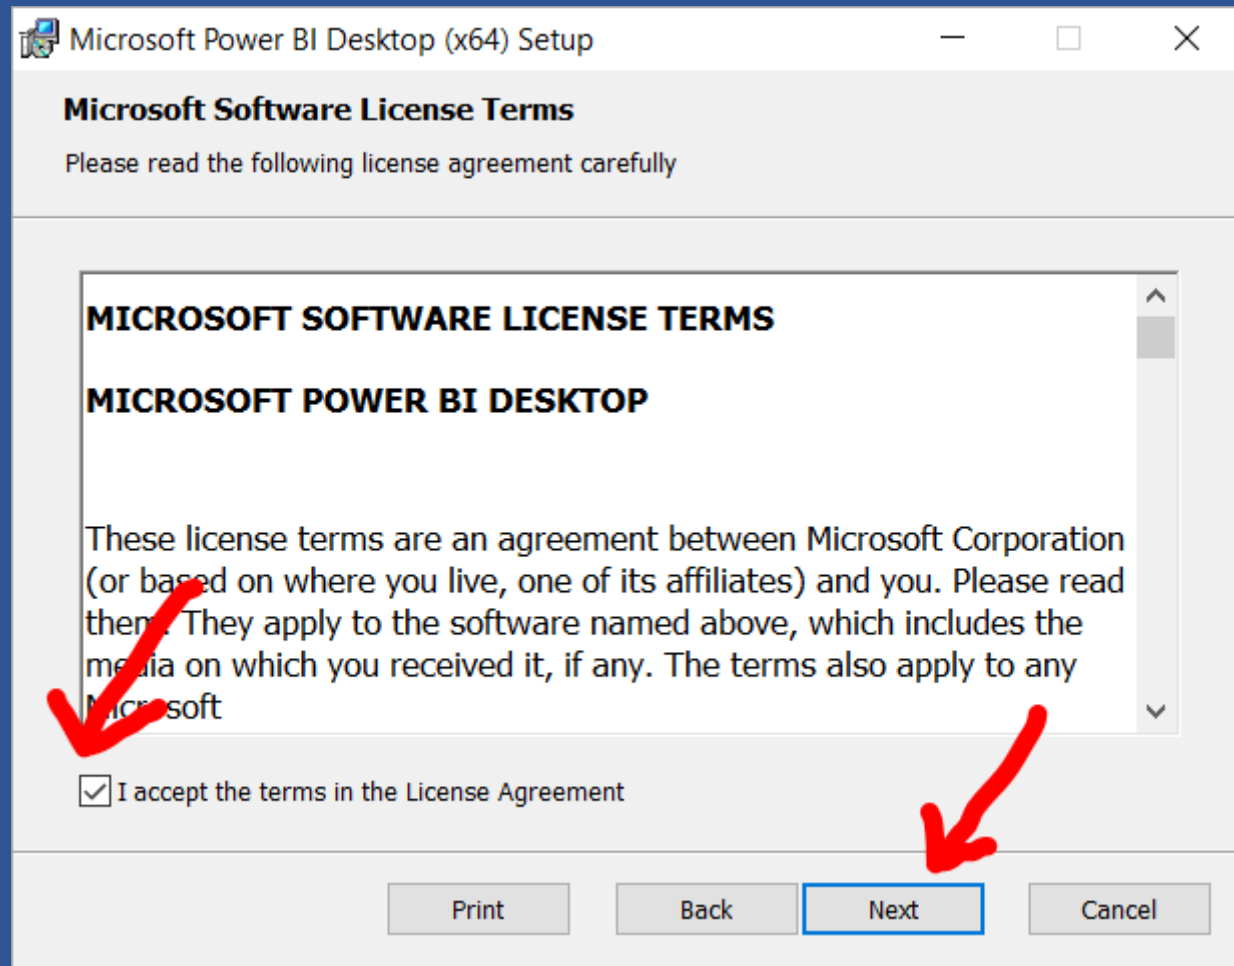 Microsoft Power BI Desktop (x64) Setup
Microsoft Software License Terms
Please read the following license agreement carefully
MICROSOFT SOFTWARE LICENSE TERMS
MICROSOFT POWER BI DESKTOP
These license terms are an agreement between Microsoft Corporation
(or based on where you live, one of its affiliates) and you. Please read
them. They apply to the software named above, which includes the
media on which you received it, if any. The terms also apply to any
Microsoft
I accept the terms in the License Agreement
Print Back Next Cancel